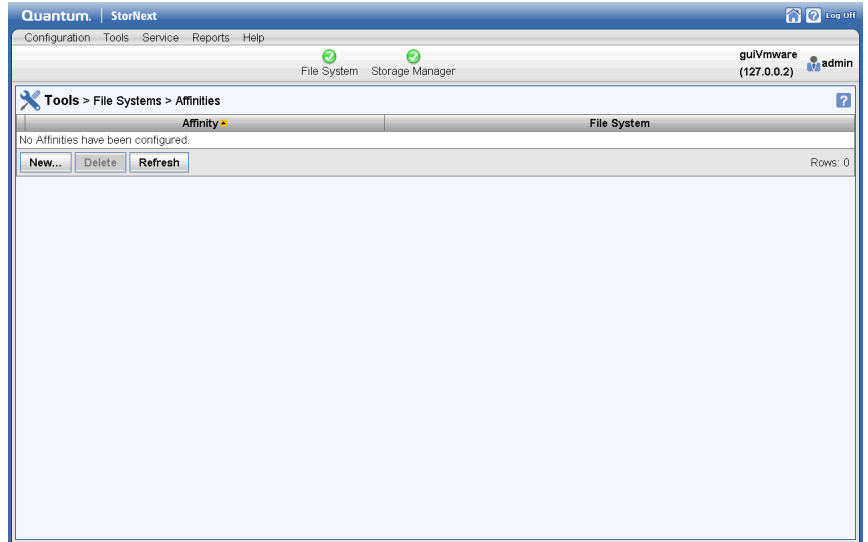 Quantum. | StorNext Log Off
Configuration Tools Service Reports Help
File System Storage Manager
guiVmware
(127.0.0.2)
admin
Tools > File Systems > Affinities ?
Affinity File System
No Affinities have been configured.
New... Delete Refresh Rows: 0